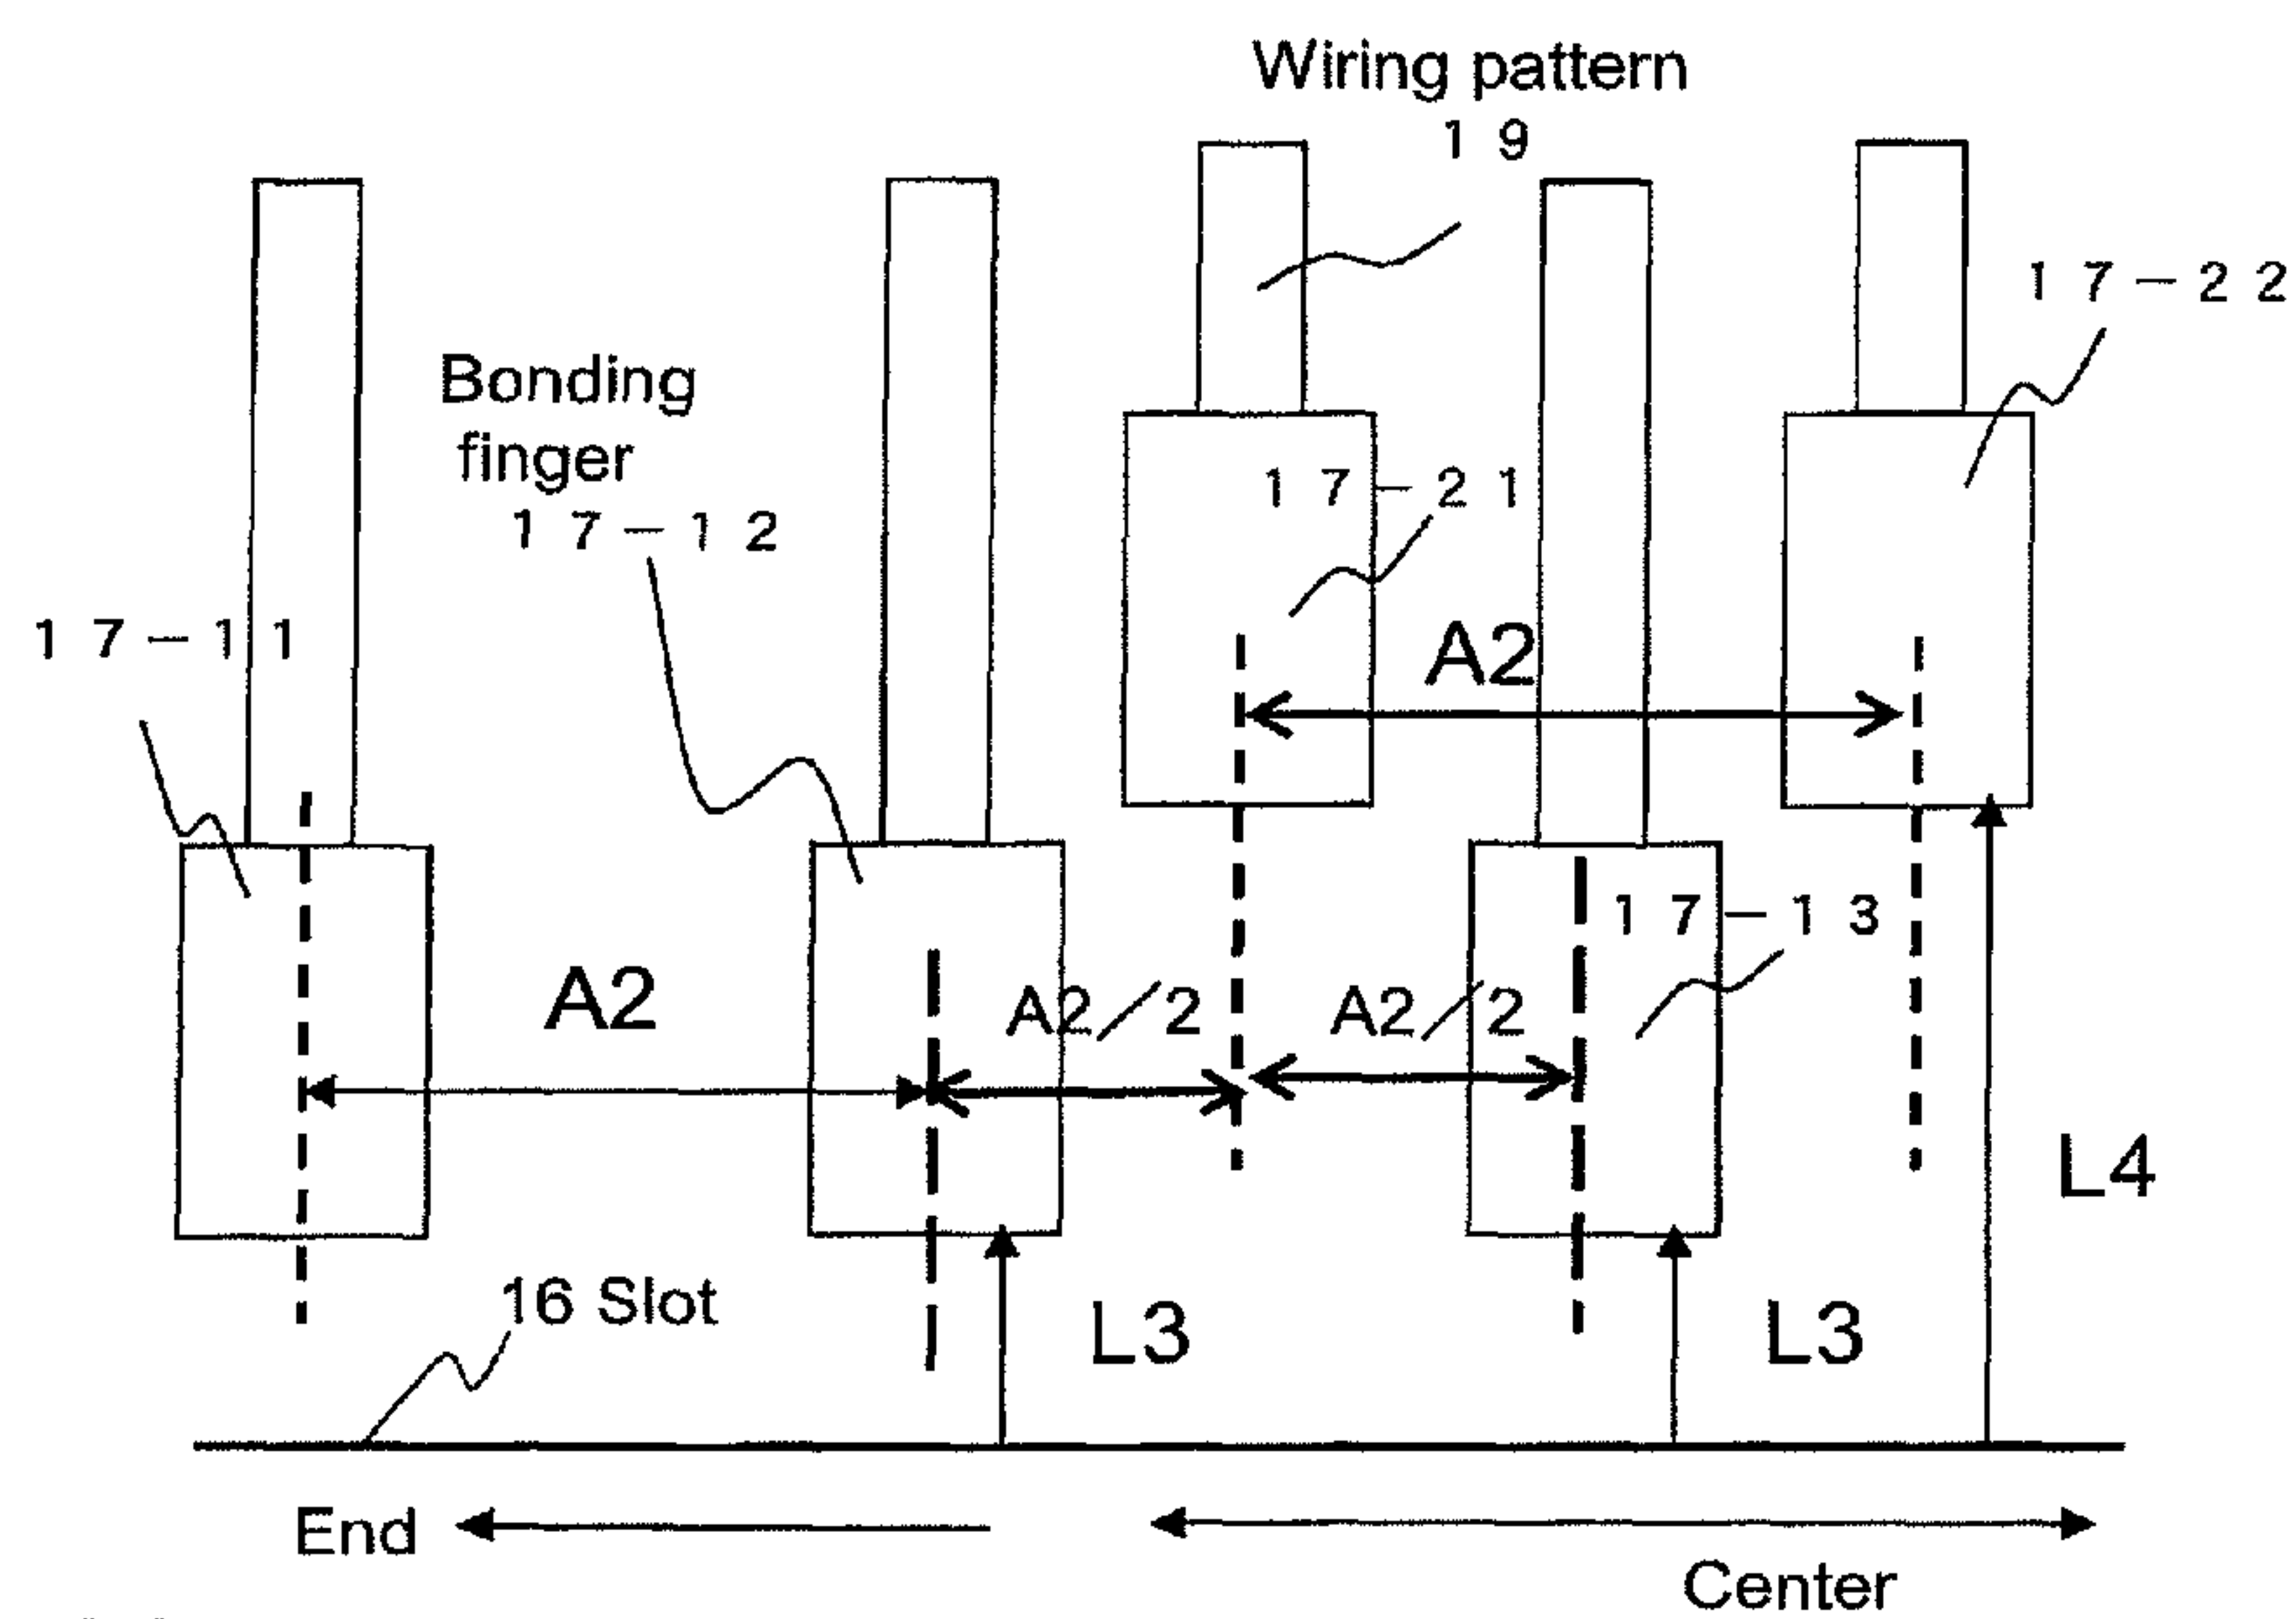 Wiring pattern
19
17-22
Bonding
finger
17-12
17-21
17-11
A2
17-13
A2
A2/2
A2/2
L4
16 Slot
L3
L3
End
Center